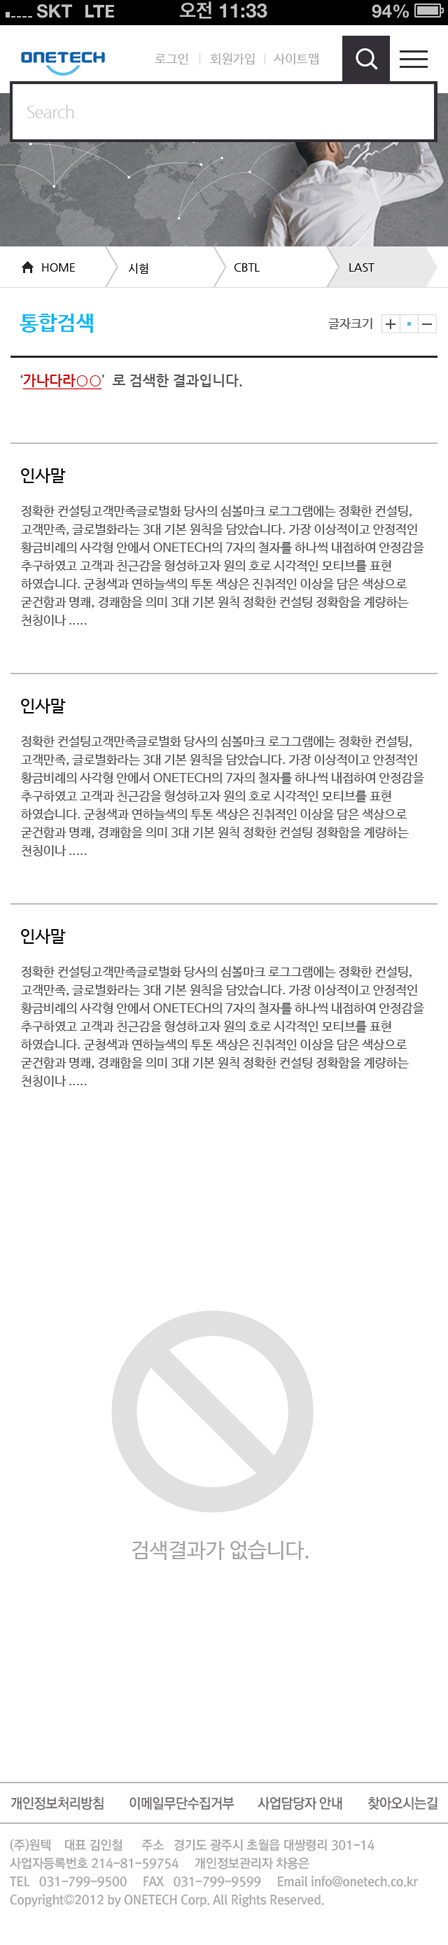 SKT LTE 오전 11:33 94%
ONETECH 로그인 | 회원가입 | 사이트맵
Search
HOME 시험 CBTL LAST
통합검색 글자크기 + -
‘가나다라○○’ 로 검색한 결과입니다.
인사말
정확한 컨설팅고객만족글로벌화 당사의 심볼마크 로그그램에는 정확한 컨설팅,
고객만족, 글로벌화라는 3대 기본 원칙을 담았습니다. 가장 이상적이고 안정적인
황금비례의 사각형 안에서 ONETECH의 7자의 철자를 하나씩 내접하여 안정감을
추구하였고 고객과 친근감을 형성하고자 원의 호로 시각적인 모티브를 표현
하였습니다. 군청색과 연하늘색의 투톤 색상은 진취적인 이상을 담은 색상으로
굳건함과 명쾌, 경쾌함을 의미 3대 기본 원칙 정확한 컨설팅 정확함을 계량하는
천칭이나 .....
인사말
정확한 컨설팅고객만족글로벌화 당사의 심볼마크 로그그램에는 정확한 컨설팅,
고객만족, 글로벌화라는 3대 기본 원칙을 담았습니다. 가장 이상적이고 안정적인
황금비례의 사각형 안에서 ONETECH의 7자의 철자를 하나씩 내접하여 안정감을
추구하였고 고객과 친근감을 형성하고자 원의 호로 시각적인 모티브를 표현
하였습니다. 군청색과 연하늘색의 투톤 색상은 진취적인 이상을 담은 색상으로
굳건함과 명쾌, 경쾌함을 의미 3대 기본 원칙 정확한 컨설팅 정확함을 계량하는
천칭이나 .....
인사말
정확한 컨설팅고객만족글로벌화 당사의 심볼마크 로그그램에는 정확한 컨설팅,
고객만족, 글로벌화라는 3대 기본 원칙을 담았습니다. 가장 이상적이고 안정적인
황금비례의 사각형 안에서 ONETECH의 7자의 철자를 하나씩 내접하여 안정감을
추구하였고 고객과 친근감을 형성하고자 원의 호로 시각적인 모티브를 표현
하였습니다. 군청색과 연하늘색의 투톤 색상은 진취적인 이상을 담은 색상으로
굳건함과 명쾌, 경쾌함을 의미 3대 기본 원칙 정확한 컨설팅 정확함을 계량하는
천칭이나 .....
검색결과가 없습니다.
개인정보처리방침 이메일무단수집거부 사업담당자 안내 찾아오시는길
(주)원텍 대표 김인철 주소 경기도 광주시 초월읍 대쌍령리 301-14
사업자등록번호 214-81-59754 개인정보관리자 차용은
TEL 031-799-9500 FAX 031-799-9599 Email info@onetech.co.kr
Copyright©2012 by ONETECH Corp. All Rights Reserved.